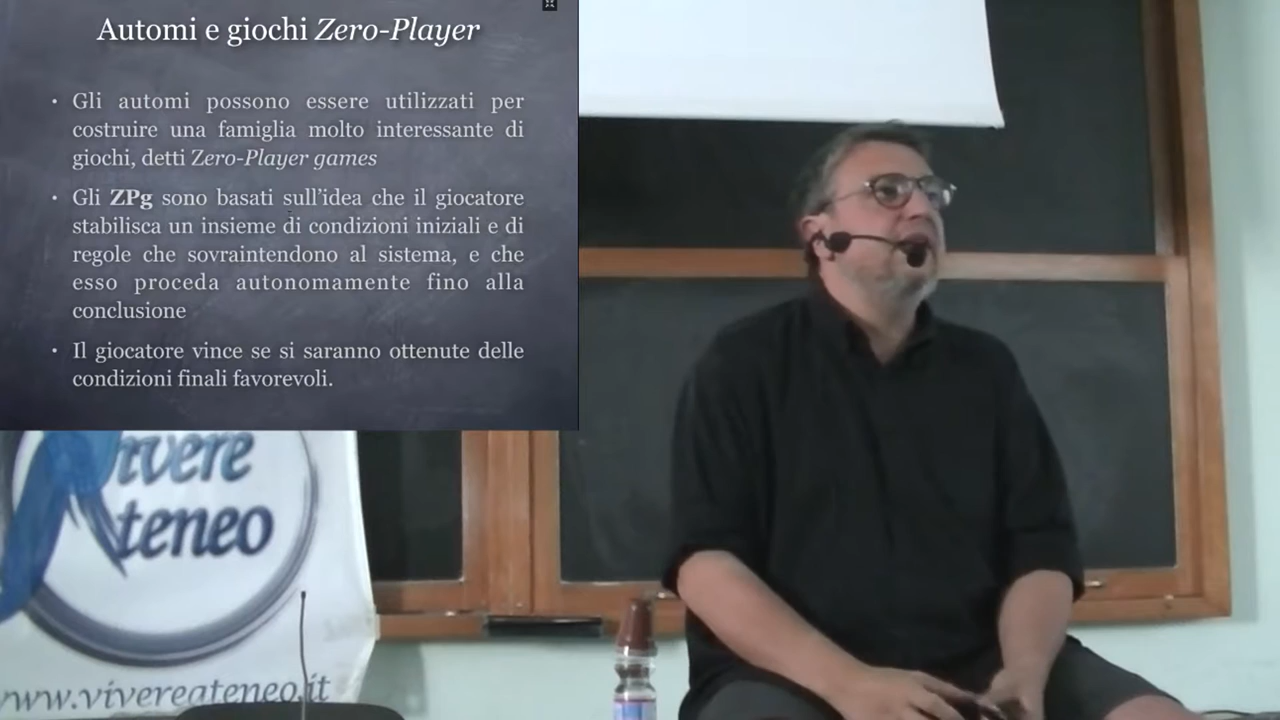 Automi e giochi Zero-Player
• Gli automi possono essere utilizzati per
costruire una famiglia molto interessante di
giochi, detti Zero-Player games
• Gli ZPg sono basati sull'idea che il giocatore
stabilisca un insieme di condizioni iniziali e di
regole che sovraintendono al sistema, e che
esso proceda autonomamente fino alla
conclusione
• Il giocatore vince se si saranno ottenute delle
condizioni finali favorevoli.
Vivere
Ateneo
www.vivereateneo.it